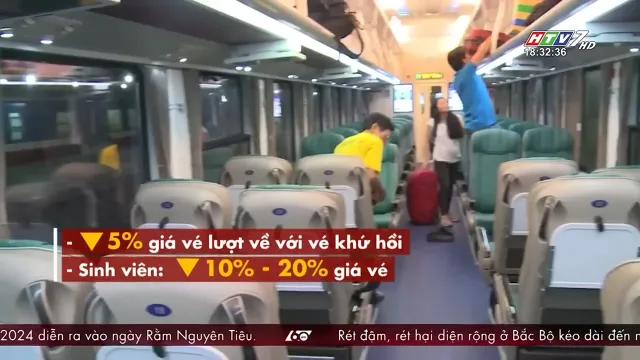 HTV7 HD
18:32:36
- ▼ 5% giá vé lượt về với vé khứ hồi
- Sinh viên: ▼ 10% - 20% giá vé
2024 diễn ra vào ngày Rằm Nguyên Tiêu. 60 Rét đậm, rét hại diện rộng ở Bắc Bộ kéo dài đến